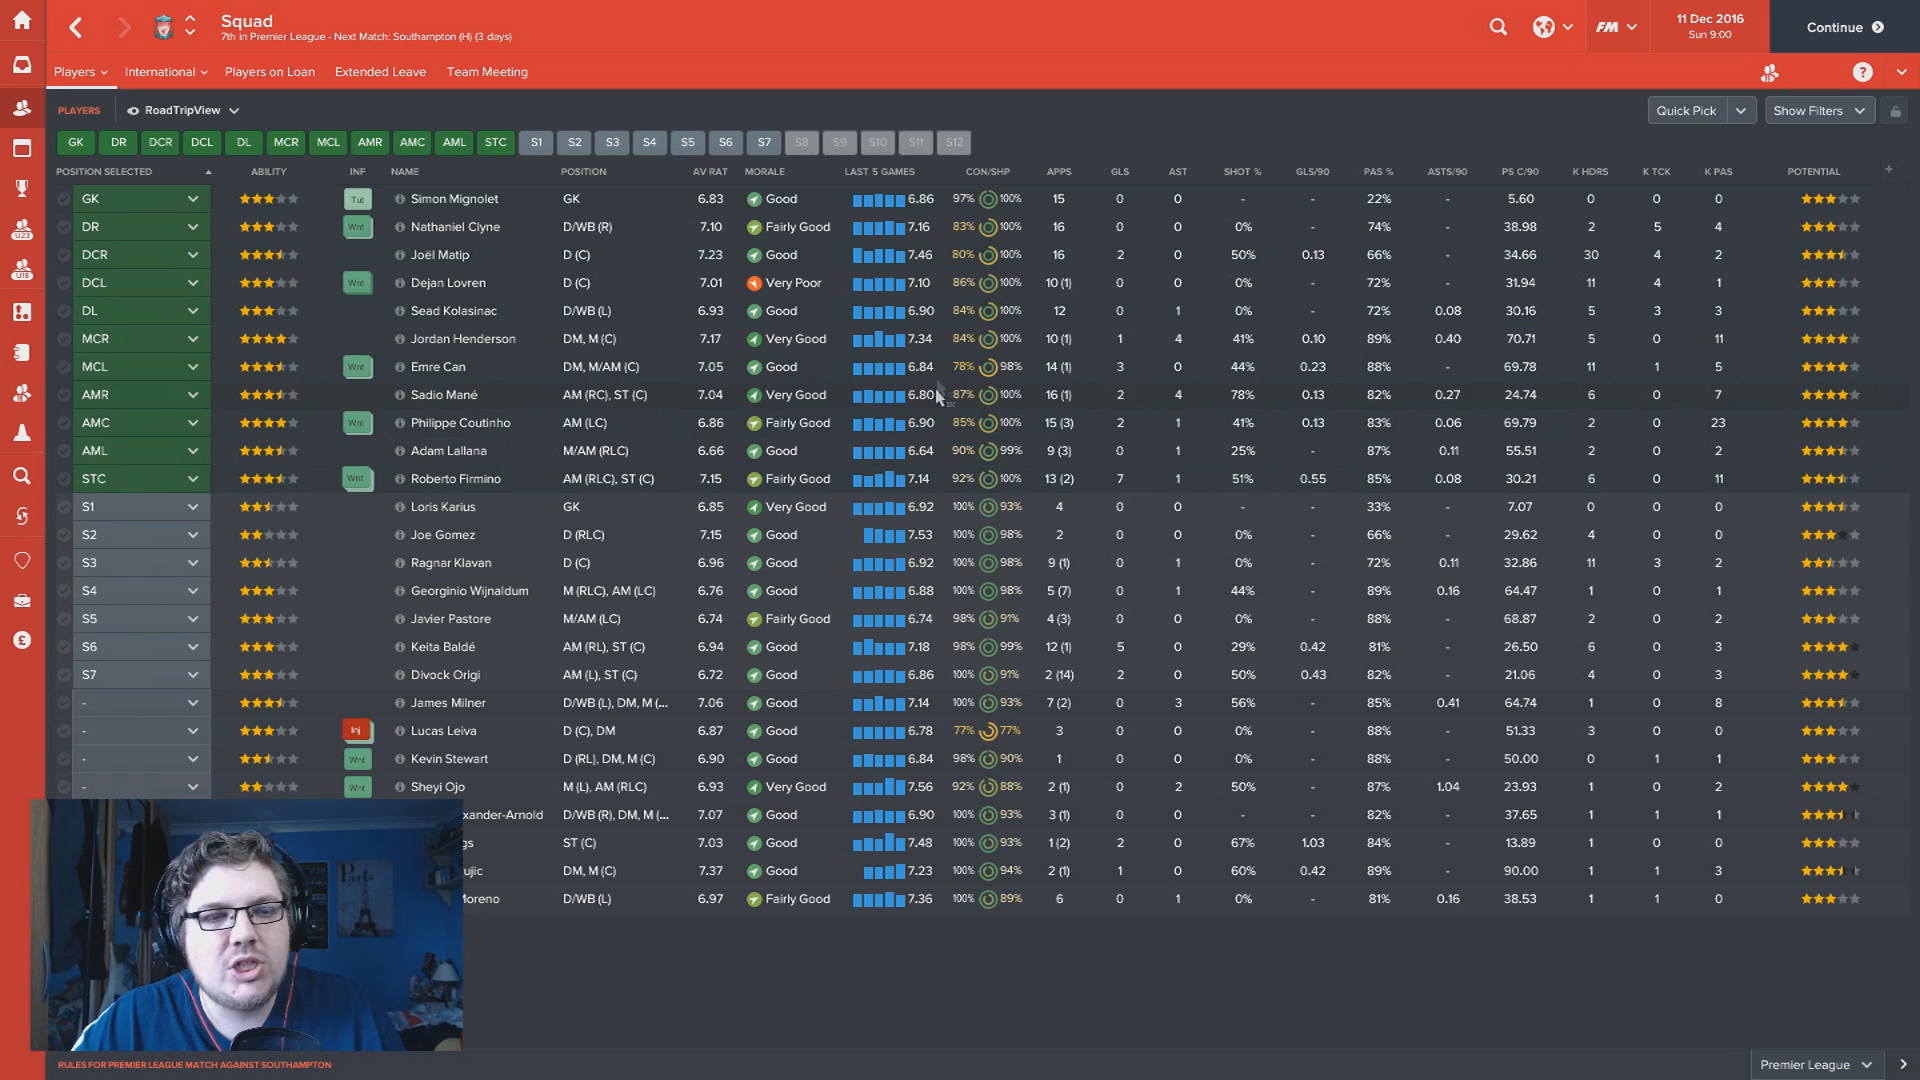 Squad
7th in Premier League - Next Match: Southampton (H) (3 days)
FM
11 Dec 2016
Sun 9:00
Continue
Players International Players on Loan Extended Leave Team Meeting
PLAYERS RoadTripView Quick Pick Show Filters
GK DR DCR DCL DL MCR MCL AMR AMC AML STC S1 S2 S3 S4 S5 S6 S7 S8 S9 S10 S11 S12
POSITION SELECTED ABILITY INF NAME POSITION AV RAT MORALE LAST 5 GAMES CON/SHP APPS GLS AST SHOT % GLS/90 PAS % ASTS/90 PS C/90 K HDRS K TCK K PAS POTENTIAL
GK Tut Simon Mignolet GK 6.83 Good 6.86 97% 100% 15 0 0 - - 22% - 5.60 0 0 0
DR Wnt Nathaniel Clyne D/WB (R) 7.10 Fairly Good 7.16 83% 100% 16 0 0 0% - 74% - 38.98 2 5 4
DCR Joël Matip D (C) 7.23 Good 7.46 80% 100% 16 2 0 50% 0.13 66% - 34.66 30 4 2
DCL Wnt Dejan Lovren D (C) 7.01 Very Poor 7.10 86% 100% 10 (1) 0 0 0% - 72% - 31.94 11 4 1
DL Sead Kolasinac D/WB (L) 6.93 Good 6.90 84% 100% 12 0 1 0% - 72% 0.08 30.16 5 3 3
MCR Jordan Henderson DM, M (C) 7.17 Very Good 7.34 84% 100% 10 (1) 1 4 41% 0.10 89% 0.40 70.71 5 0 11
MCL Wnt Emre Can DM, M/AM (C) 7.05 Good 6.84 78% 98% 14 (1) 3 0 44% 0.23 88% - 69.78 11 1 5
AMR Sadio Mané AM (RC), ST (C) 7.04 Very Good 6.80 87% 100% 16 (1) 2 4 78% 0.13 82% 0.27 24.74 6 0 7
AMC Wnt Philippe Coutinho AM (LC) 6.86 Fairly Good 6.90 85% 100% 15 (3) 2 1 41% 0.13 83% 0.06 69.79 2 0 23
AML Adam Lallana M/AM (RLC) 6.66 Good 6.64 90% 99% 9 (3) 0 1 25% - 87% 0.11 55.51 2 0 2
STC Wnt Roberto Firmino AM (RLC), ST (C) 7.15 Fairly Good 7.14 92% 100% 13 (2) 7 1 51% 0.55 85% 0.08 30.21 6 0 11
S1 Loris Karius GK 6.85 Very Good 6.92 100% 93% 4 0 0 - - 33% - 7.07 0 0 0
S2 Joe Gomez D (RLC) 7.15 Good 7.53 100% 98% 2 0 0 0% - 66% - 29.62 4 0 0
S3 Ragnar Klavan D (C) 6.96 Good 6.92 100% 98% 9 (1) 0 1 0% - 72% 0.11 32.86 11 3 2
S4 Georginio Wijnaldum M (RLC), AM (LC) 6.76 Good 6.88 100% 98% 5 (7) 0 1 44% - 89% 0.16 64.47 1 0 1
S5 Javier Pastore M/AM (LC) 6.74 Fairly Good 6.74 98% 91% 4 (3) 0 0 0% - 88% - 68.87 2 0 2
S6 Keita Baldé AM (RL), ST (C) 6.94 Good 7.18 98% 99% 12 (1) 5 0 29% 0.42 81% - 26.50 6 0 3
S7 Divock Origi AM (L), ST (C) 6.72 Good 6.86 100% 91% 2 (14) 2 0 50% 0.43 82% - 21.06 4 0 3
- James Milner D/WB (L), DM, M (... 7.06 Good 7.14 100% 93% 7 (2) 0 3 56% - 85% 0.41 64.74 1 0 8
- Inj Lucas Leiva D (C), DM 6.87 Good 6.78 77% 77% 3 0 0 0% - 88% - 51.33 3 0 0
- Wnt Kevin Stewart D (RL), DM, M (C) 6.90 Good 6.84 98% 90% 1 0 0 0% - 88% - 50.00 0 1 1
- Wnt Sheyi Ojo M (L), AM (RLC) 6.93 Very Good 7.56 92% 88% 2 (1) 0 2 50% - 87% 1.04 23.93 1 0 2
xander-Arnold D/WB (R), DM, M (... 7.07 Good 6.90 100% 93% 3 (1) 0 0 - - 82% - 37.65 1 1 1
gs ST (C) 7.03 Good 7.48 100% 93% 1 (2) 2 0 67% 1.03 84% - 13.89 1 0 0
ujic DM, M (C) 7.37 Good 7.23 100% 94% 2 (1) 1 0 60% 0.42 89% - 90.00 1 1 3
Moreno D/WB (L) 6.97 Fairly Good 7.36 100% 89% 6 0 1 0% - 81% 0.16 38.53 1 1 0
Paris
RULES FOR PREMIER LEAGUE MATCH AGAINST SOUTHAMPTON
Premier League